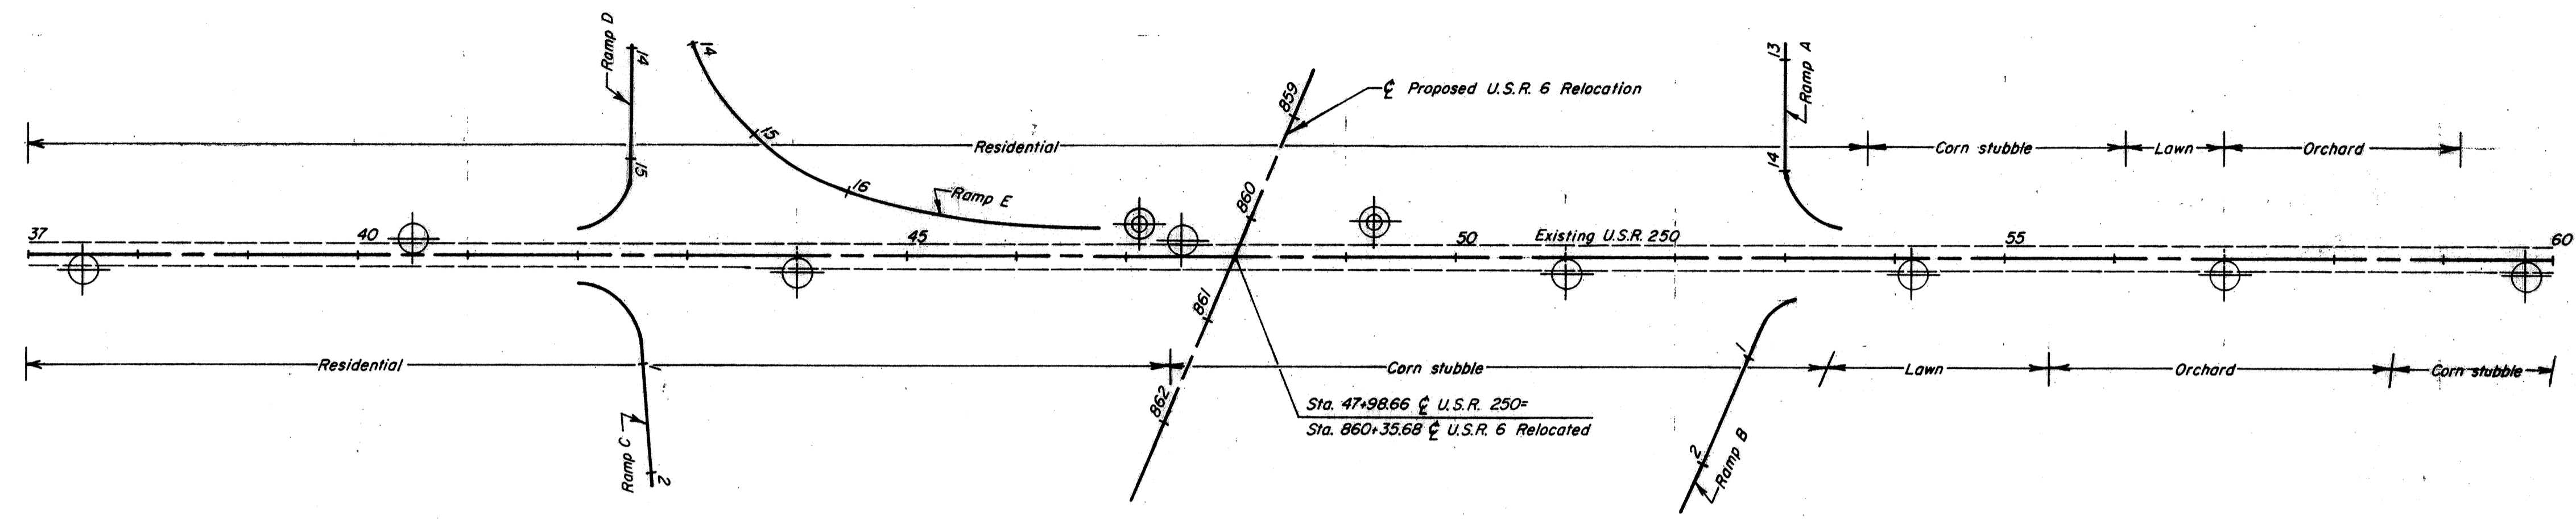 Ramp D
14
14
15
15
16
Ramp E
859
℄ Proposed U.S.R. 6 Relocation
13
Ramp A
14
Residential
Corn stubble
Lawn
Orchard
860
37
40
45
50
Existing U.S.R. 250
55
60
861
862
Residential
Corn stubble
Lawn
Orchard
Corn stubble
Sta. 47+98.66 ℄ U.S.R. 250=
Sta. 860+35.68 ℄ U.S.R. 6 Relocated
Ramp C
2
1
2
Ramp B